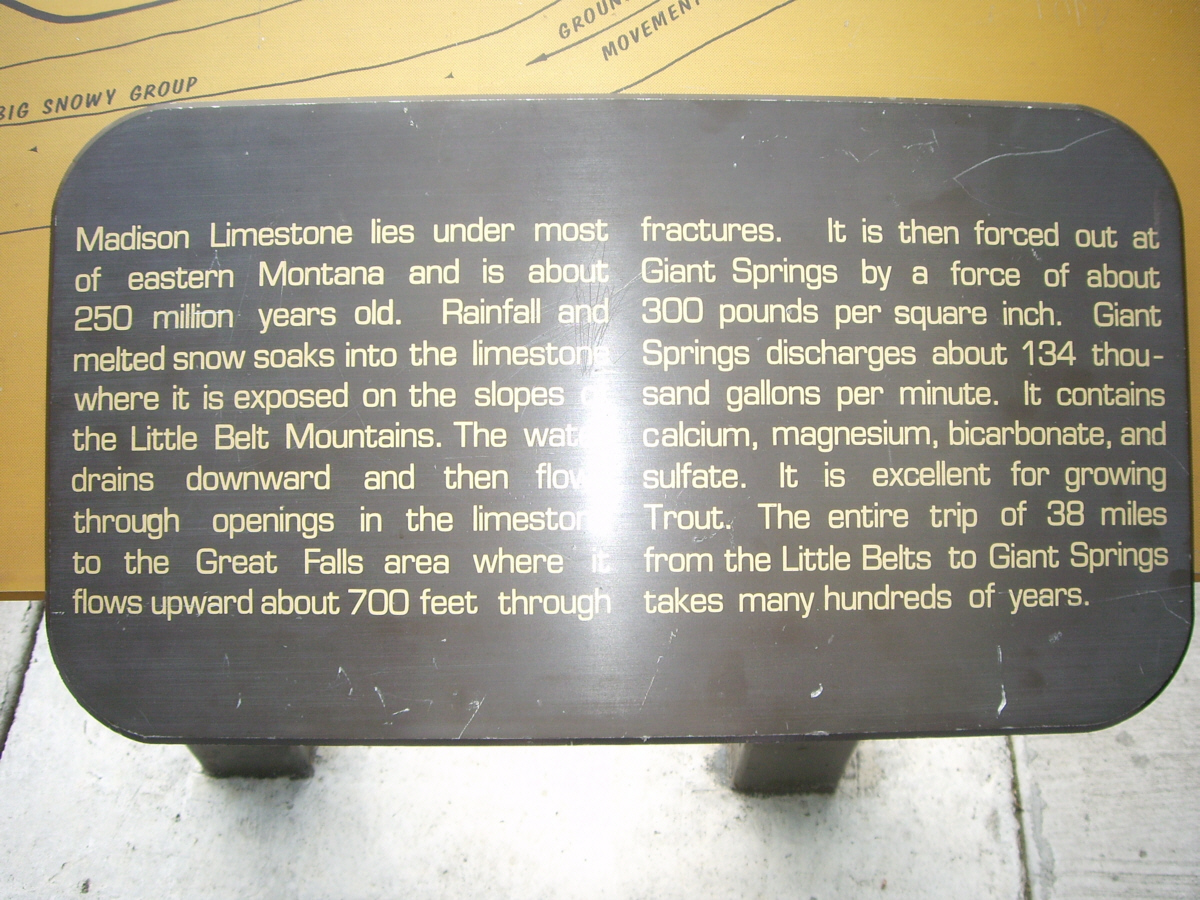 GROUN
MOVEMENT
BIG SNOWY GROUP
Madison Limestone lies under most
of eastern Montana and is about
250 million years old. Rainfall and
melted snow soaks into the limestone
where it is exposed on the slopes
the Little Belt Mountains. The water
drains downward and then flow
through openings in the limeston
to the Great Falls area where it
flows upward about 700 feet through
fractures. It is then forced out at
Giant Springs by a force of about
300 pounds per square inch. Giant
Springs discharges about 134 thou-
sand gallons per minute. It contains
calcium, magnesium, bicarbonate, and
sulfate. It is excellent for growing
Trout. The entire trip of 38 miles
from the Little Belts to Giant Springs
takes many hundreds of years.